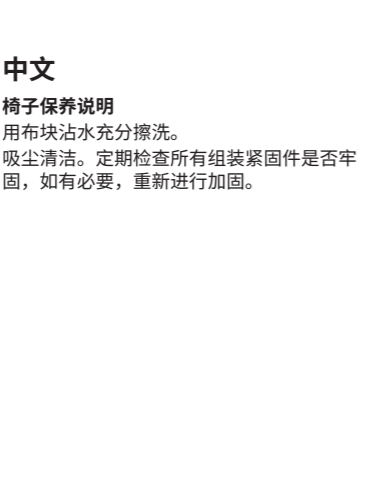 中文
椅子保养说明
用布块沾水充分擦洗。
吸尘清洁。定期检查所有组装紧固件是否牢
固，如有必要，重新进行加固。